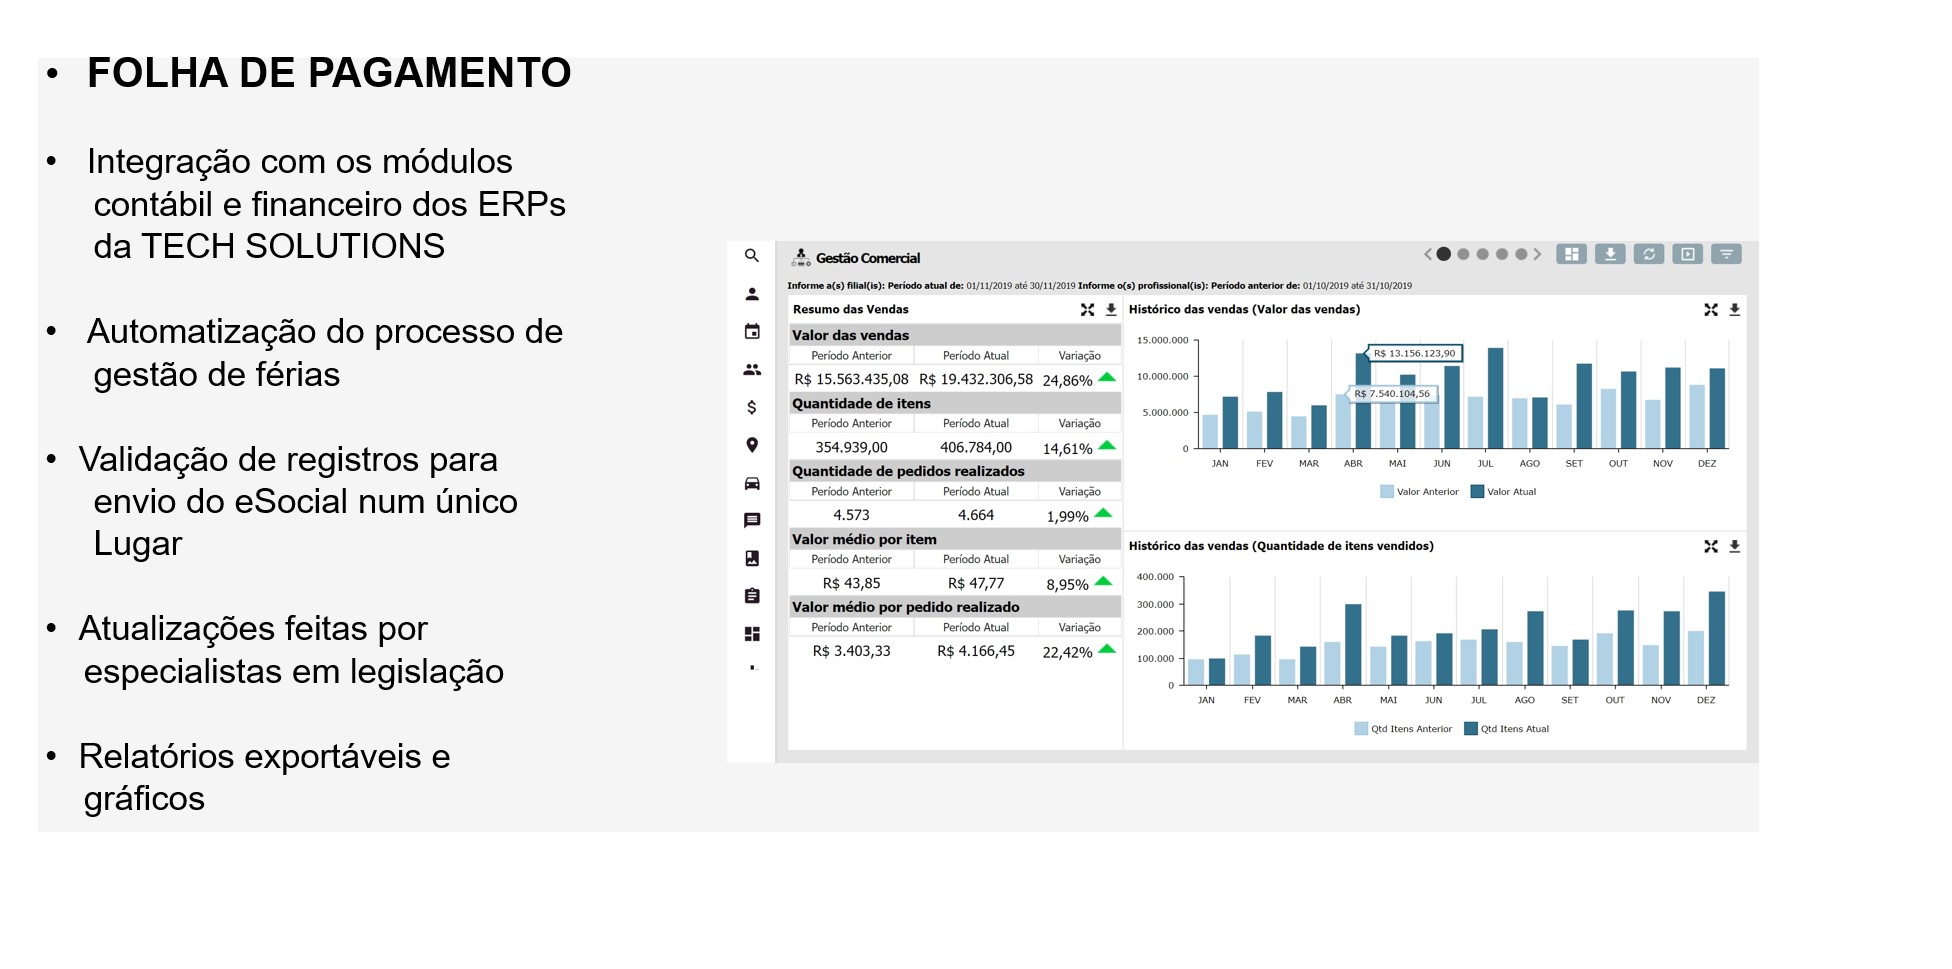 • FOLHA DE PAGAMENTO
• Integração com os módulos
contábil e financeiro dos ERPs
da TECH SOLUTIONS
• Automatização do processo de
gestão de férias
• Validação de registros para
envio do eSocial num único
Lugar
• Atualizações feitas por
especialistas em legislação
• Relatórios exportáveis e
gráficos
Gestão Comercial
Informe a(s) filial(is): Período atual de: 01/11/2019 até 30/11/2019 Informe o(s) profissional(is): Período anterior de: 01/10/2019 até 31/10/2019
Resumo das Vendas
Valor das vendas
Período Anterior Período Atual Variação
R$ 15.563.435,08 R$ 19.432.306,58 24,86%
Quantidade de itens
Período Anterior Período Atual Variação
354.939,00 406.784,00 14,61%
Quantidade de pedidos realizados
Período Anterior Período Atual Variação
4.573 4.664 1,99%
Valor médio por item
Período Anterior Período Atual Variação
R$ 43,85 R$ 47,77 8,95%
Valor médio por pedido realizado
Período Anterior Período Atual Variação
R$ 3.403,33 R$ 4.166,45 22,42%
Histórico das vendas (Valor das vendas)
15.000.000
10.000.000
5.000.000
0
R$ 13.156.123,90
R$ 7.540.104,56
JAN FEV MAR ABR MAI JUN JUL AGO SET OUT NOV DEZ
Valor Anterior Valor Atual
Histórico das vendas (Quantidade de itens vendidos)
400.000
300.000
200.000
100.000
0
JAN FEV MAR ABR MAI JUN JUL AGO SET OUT NOV DEZ
Qtd Itens Anterior Qtd Itens Atual